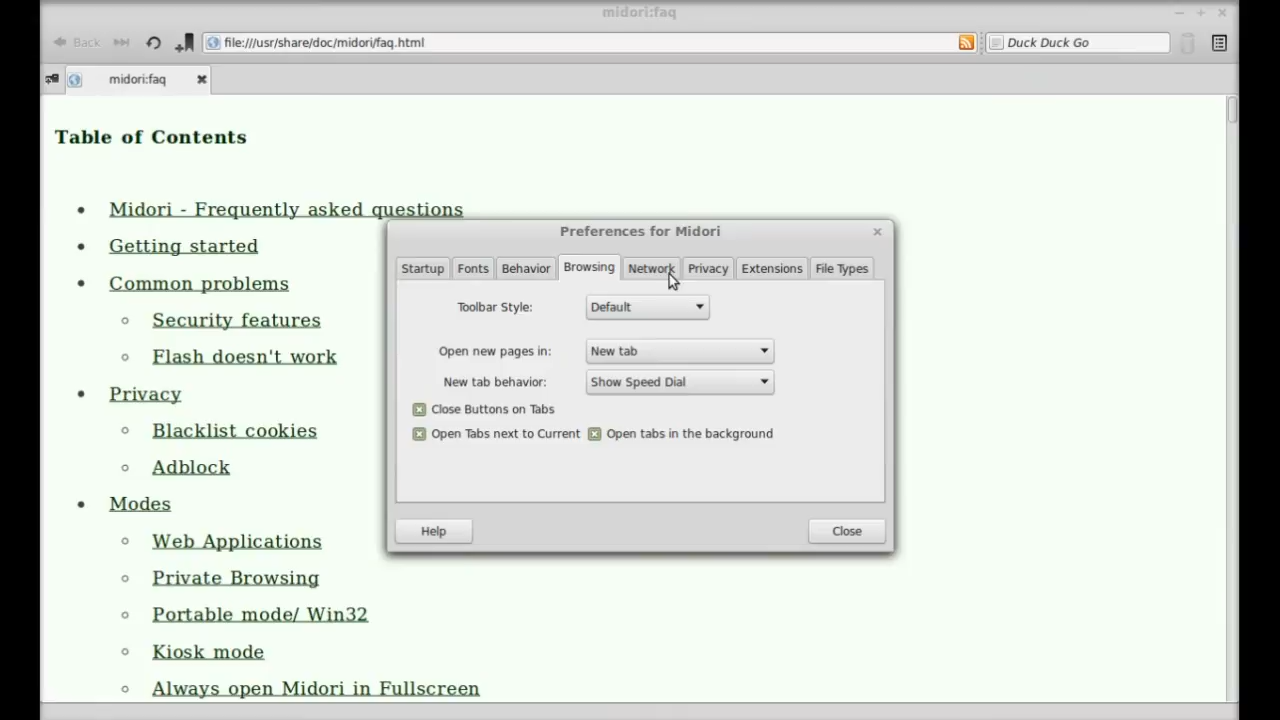 midori:faq
Back
file:///usr/share/doc/midori/faq.html
Duck Duck Go
midori:faq
Table of Contents
Midori - Frequently asked questions
Getting started
Common problems
Security features
Flash doesn't work
Privacy
Blacklist cookies
Adblock
Modes
Web Applications
Private Browsing
Portable mode/ Win32
Kiosk mode
Always open Midori in Fullscreen
Preferences for Midori
Startup Fonts Behavior Browsing Network Privacy Extensions File Types
Toolbar Style: Default
Open new pages in: New tab
New tab behavior: Show Speed Dial
Close Buttons on Tabs
Open Tabs next to Current Open tabs in the background
Help Close